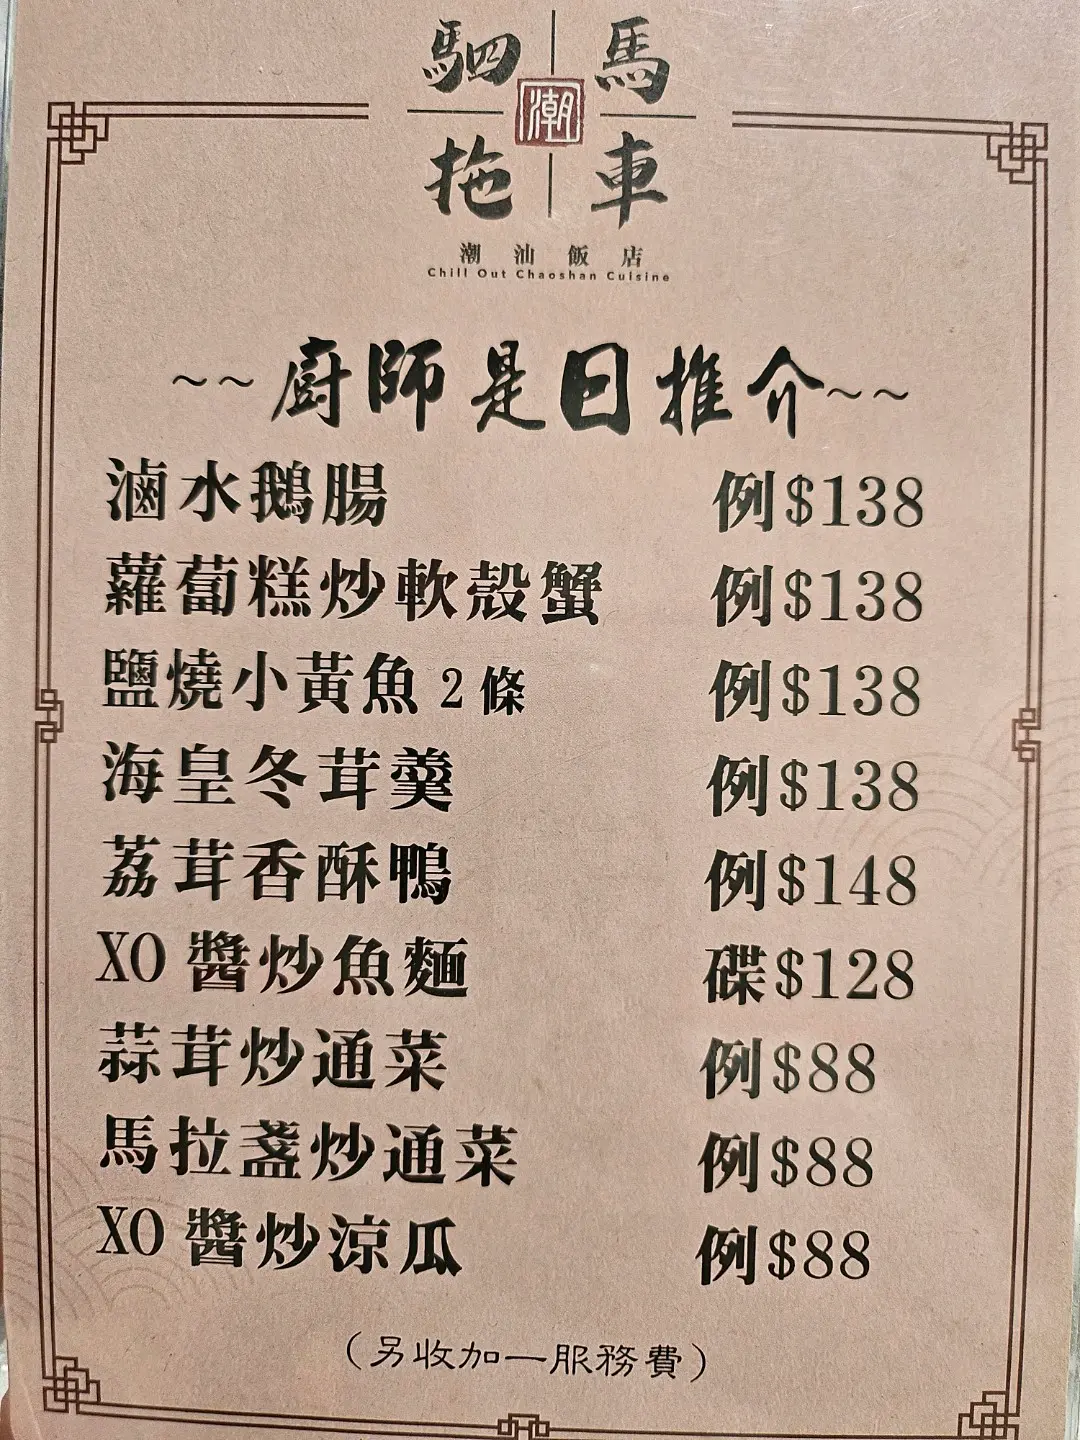 駟馬
潮
拖車
潮汕飯店
Chill Out Chaoshan Cuisine
~~廚師是日推介~~
滷水鵝腸 例$138
蘿蔔糕炒軟殼蟹 例$138
鹽燒小黃魚2條 例$138
海皇冬茸羹 例$138
荔茸香酥鴨 例$148
XO醬炒魚麵 碟$128
蒜茸炒通菜 例$88
馬拉盞炒通菜 例$88
XO醬炒涼瓜 例$88
(另收加一服務費)